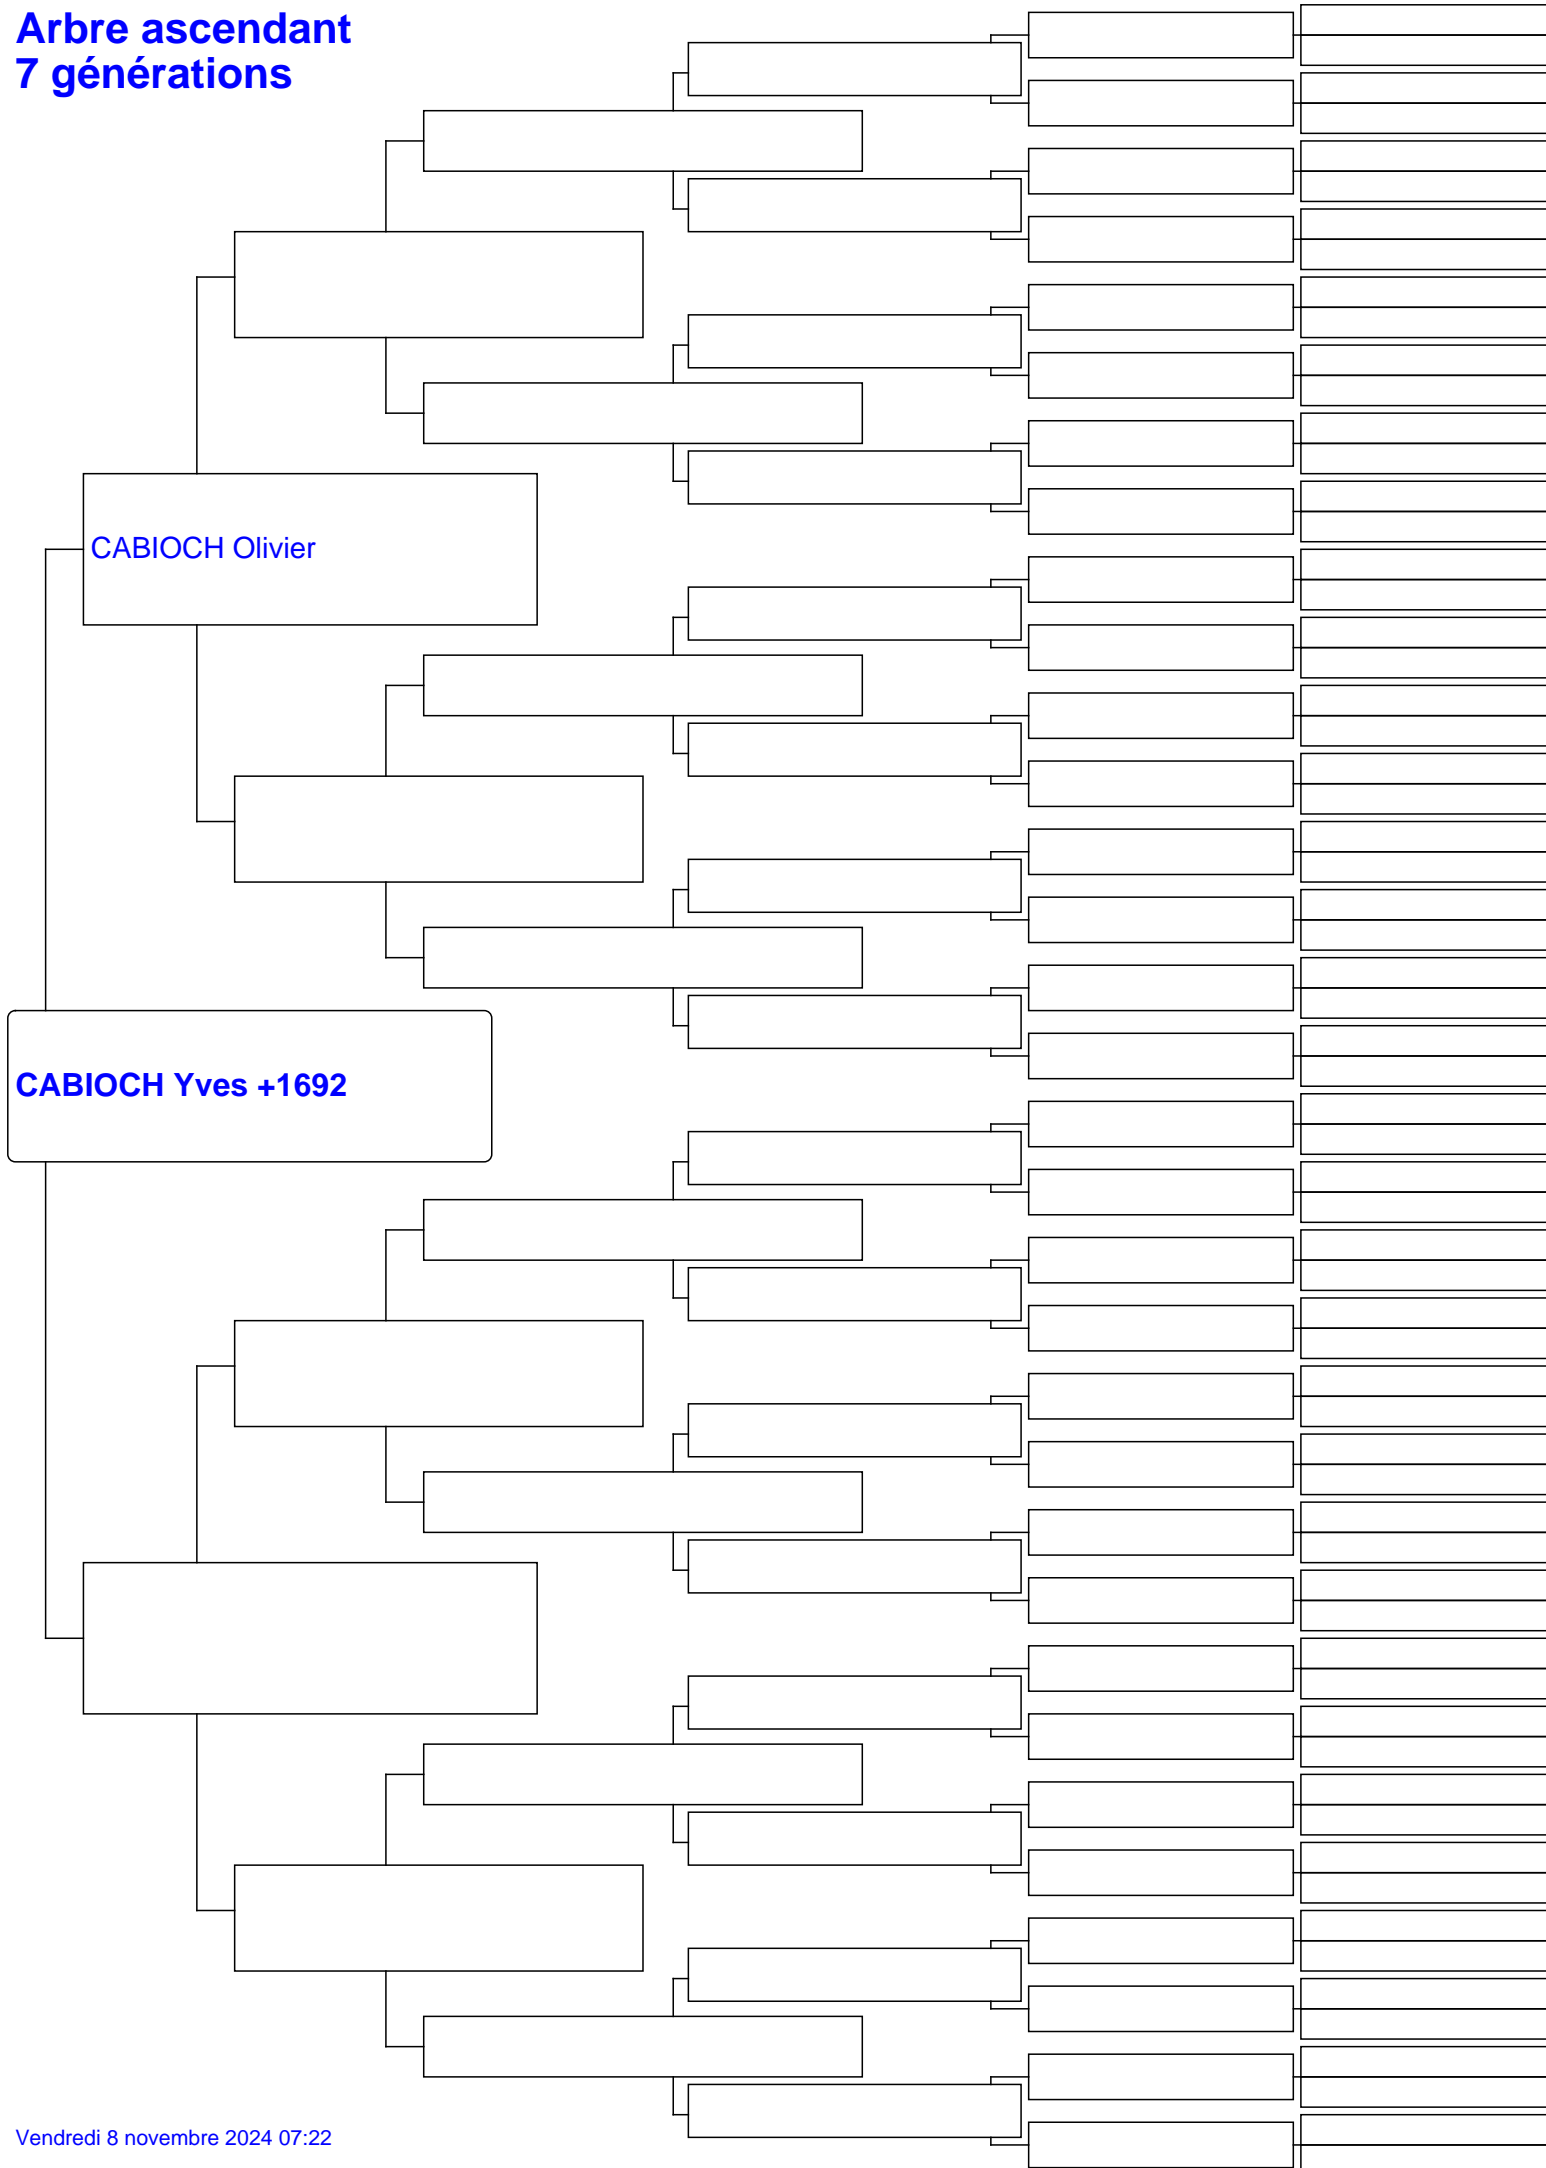 Arbre ascendant
7 générations
CABIOCH Olivier
CABIOCH Yves +1692
Vendredi 8 novembre 2024 07:22